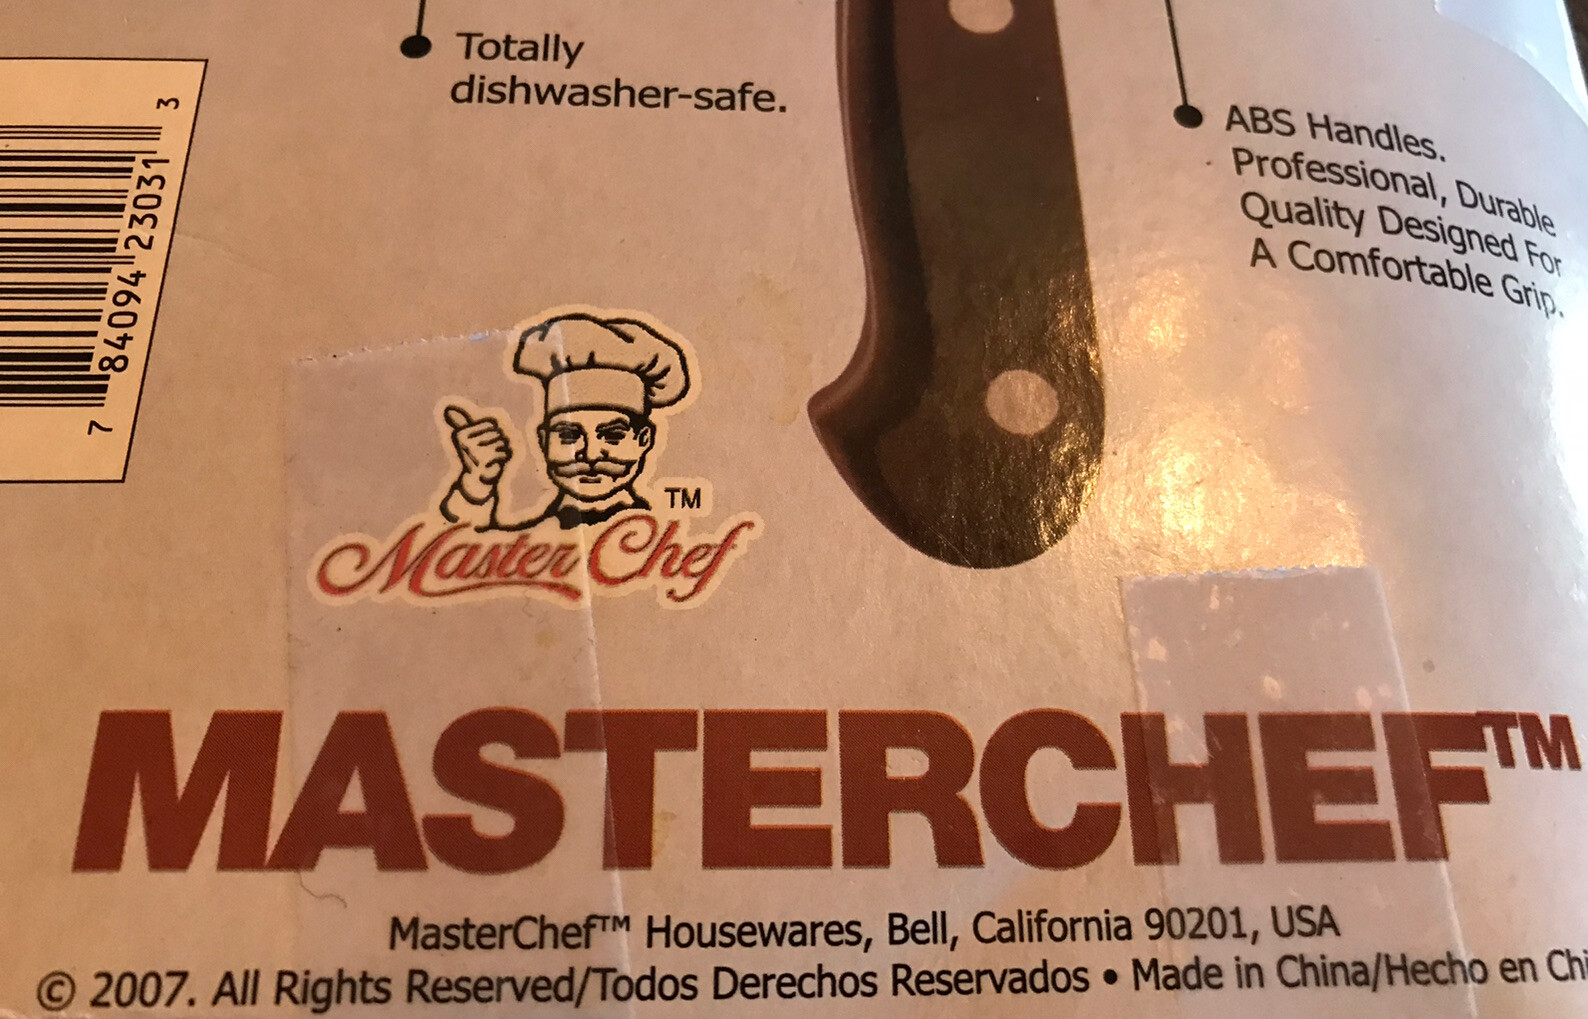 Totally
dishwasher-safe.
ABS Handles.
Professional, Durable
Quality Designed For
A Comfortable Grip.
7 84094 23031 3
TM
Master Chef
MASTERCHEF™
MasterChef™ Housewares, Bell, California 90201, USA
© 2007. All Rights Reserved/Todos Derechos Reservados • Made in China/Hecho en Chi